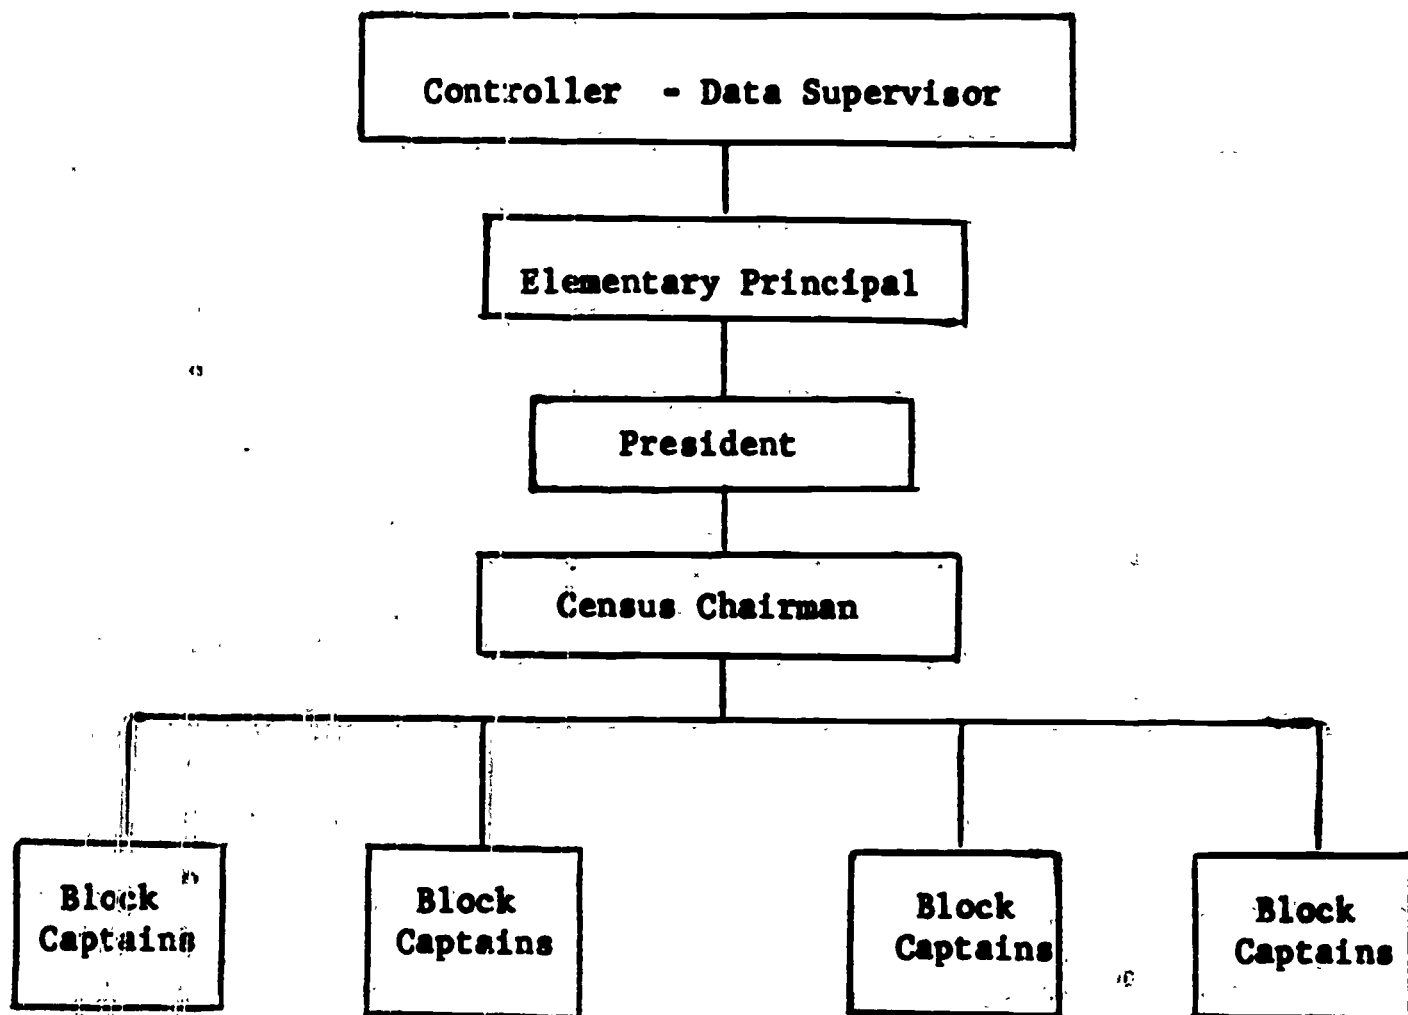 Controller - Data Supervisor
Elementary Principal
President
Census Chairman
Block
Captains
Block
Captains
Block
Captains
Block
Captains